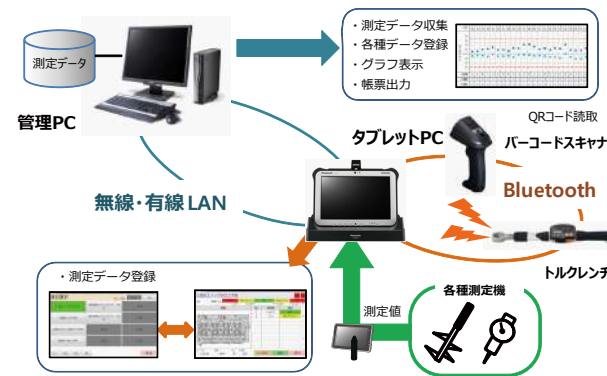 ・測定データ収集
・各種データ登録
・グラフ表示
・帳票出力
測定データ
管理PC
QRコード読取
タブレットPC
バーコードスキャナ
無線・有線 LAN
Bluetooth
トルクレンチ
・測定データ登録
測定値
各種測定機